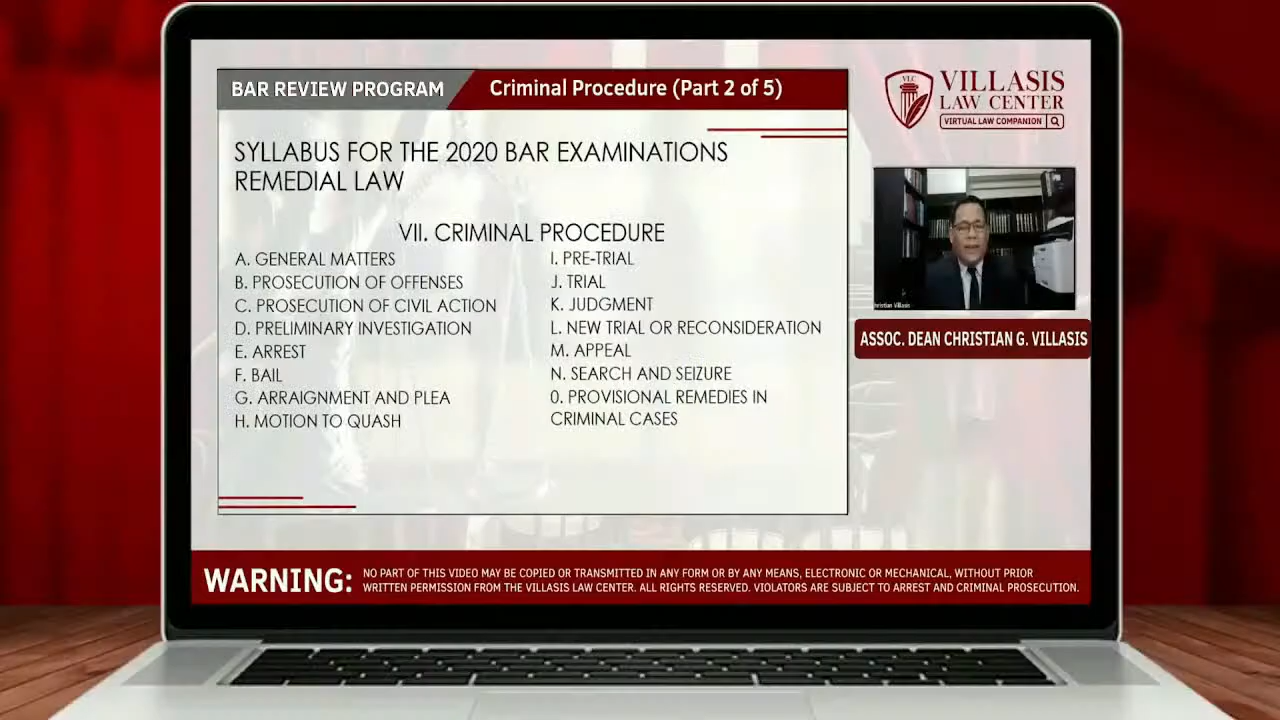 BAR REVIEW PROGRAM
Criminal Procedure (Part 2 of 5)
SYLLABUS FOR THE 2020 BAR EXAMINATIONS
REMEDIAL LAW
VII. CRIMINAL PROCEDURE
A. GENERAL MATTERS
B. PROSECUTION OF OFFENSES
C. PROSECUTION OF CIVIL ACTION
D. PRELIMINARY INVESTIGATION
E. ARREST
F. BAIL
G. ARRAIGNMENT AND PLEA
H. MOTION TO QUASH
I. PRE-TRIAL
J. TRIAL
K. JUDGMENT
L. NEW TRIAL OR RECONSIDERATION
M. APPEAL
N. SEARCH AND SEIZURE
0. PROVISIONAL REMEDIES IN
CRIMINAL CASES
VLC
VILLASIS
LAW CENTER
VIRTUAL LAW COMPANION
Christian Villasis
ASSOC. DEAN CHRISTIAN G. VILLASIS
WARNING:
NO PART OF THIS VIDEO MAY BE COPIED OR TRANSMITTED IN ANY FORM OR BY ANY MEANS, ELECTRONIC OR MECHANICAL, WITHOUT PRIOR
WRITTEN PERMISSION FROM THE VILLASIS LAW CENTER. ALL RIGHTS RESERVED. VIOLATORS ARE SUBJECT TO ARREST AND CRIMINAL PROSECUTION.